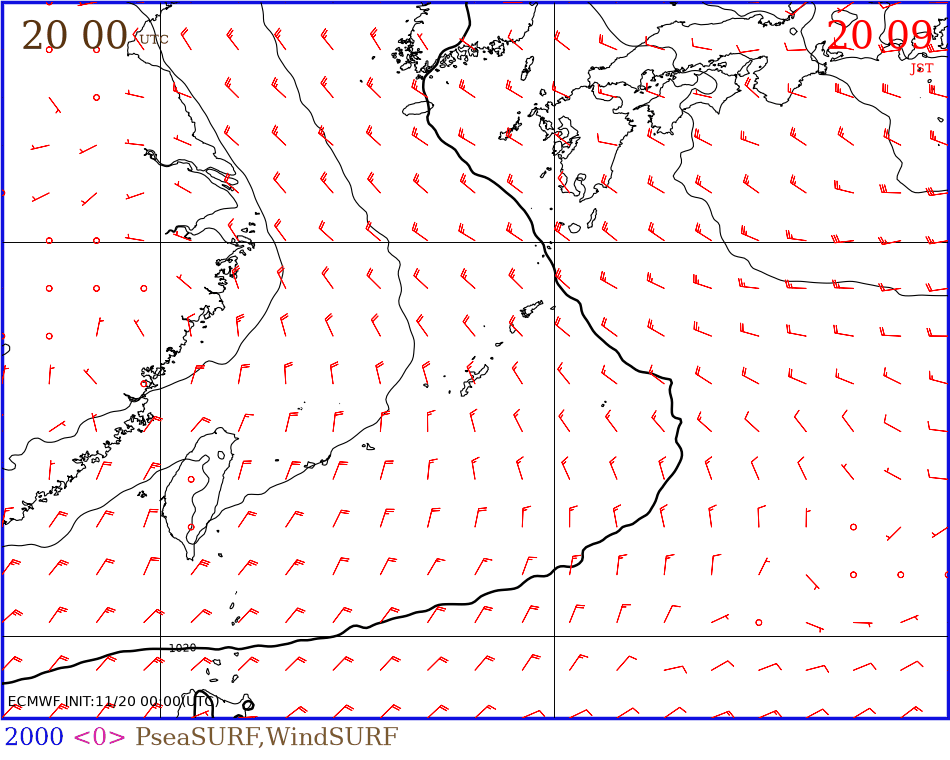 20 00 UTC
20 09
JST
1020
ECMWF INIT:11/20 00:00(UTC)
2000 <0> PseaSURF,WindSURF